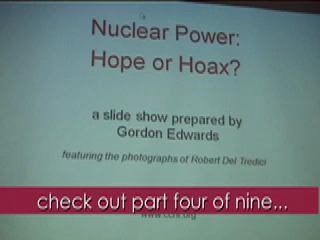 Nuclear Power:
Hope or Hoax?
a slide show prepared by
Gordon Edwards
featuring the photographs of Robert Del Tredici
check out part four of nine...
www.ccnr.org